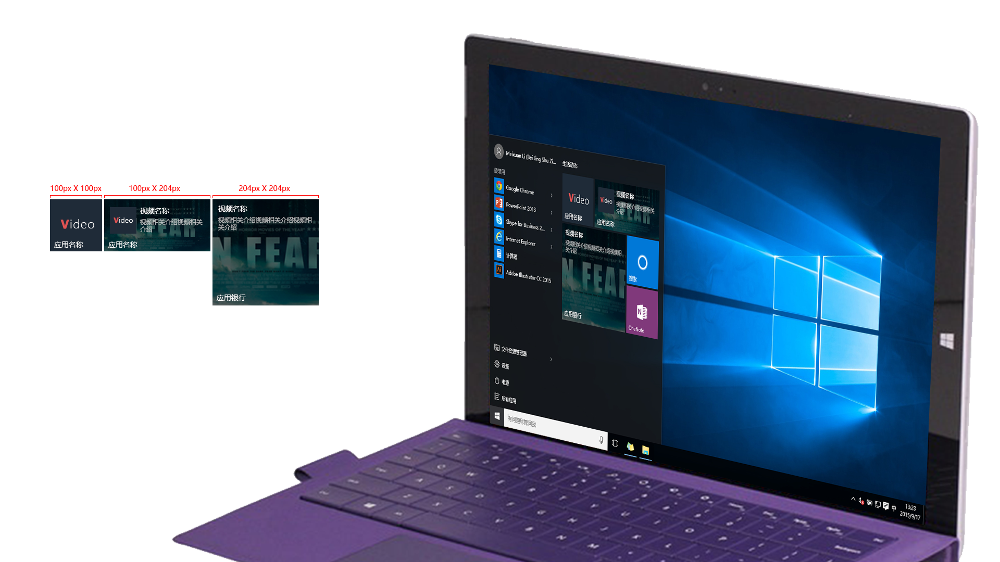 100px X 100px
100px X 204px
204px X 204px
Video
应用名称
Video
视频名称
视频相关介绍视频相关
介绍
FEAR
应用名称
视频名称
视频相关介绍视频相关介绍视频相
关介绍
HORROR MOVIES OF THE YEAR"
N FEAR
应用银行
Meixuan Li (Bei Jing Shu Zi...
生活动态
最常用
Google Chrome
PowerPoint 2013
Skype for Business 2...
Internet Explorer
计算器
Adobe Illustrator CC 2015
Video
应用名称
Video
视频名称
视频相关介绍视频相关
介绍
应用名称
视频名称
视频相关介绍视频相关介绍视频相
关介绍
N FEAR
应用银行
搜索
OneNote
文件资源管理器
设置
电源
所有应用
有问题尽管问我
中
13:23
2015/9/17